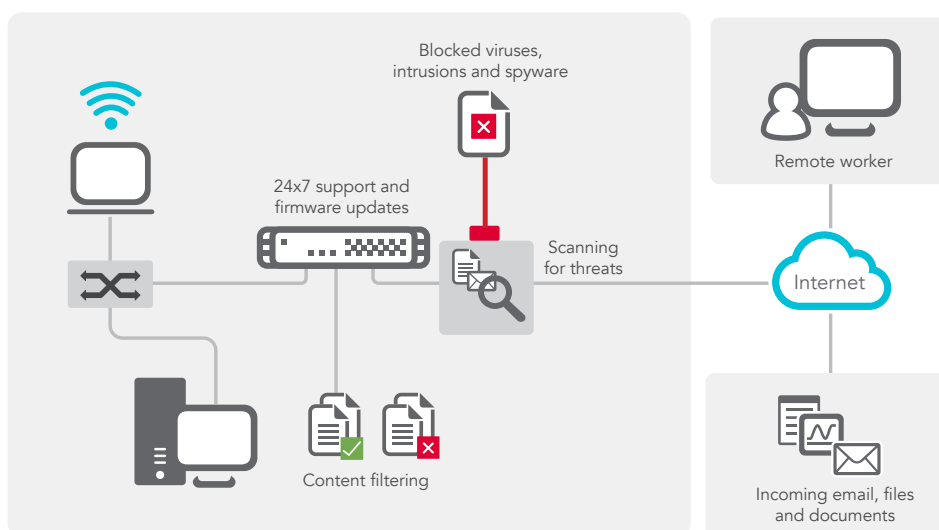 Blocked viruses,
intrusions and spyware
24x7 support and
firmware updates
Scanning
for threats
Content filtering
Remote worker
Internet
Incoming email, files
and documents